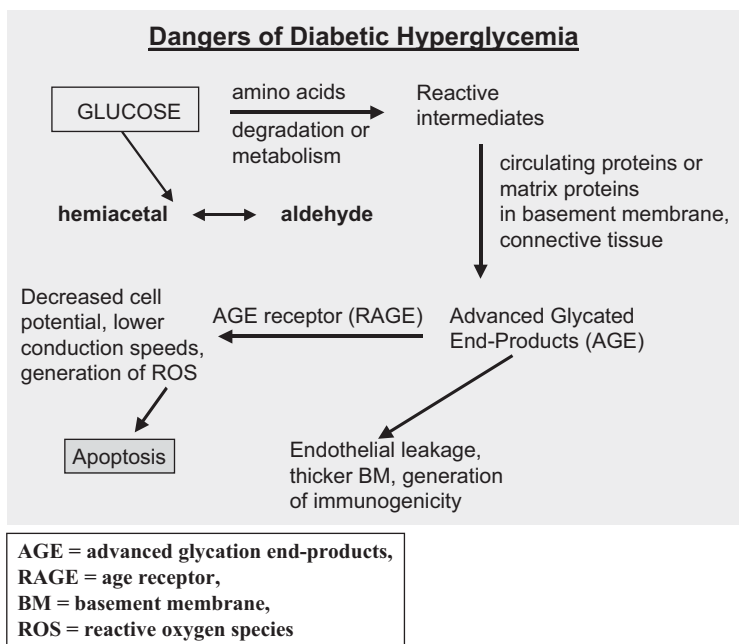 Dangers of Diabetic Hyperglycemia
GLUCOSE
amino acids
degradation or
metabolism
Reactive
intermediates
circulating proteins or
matrix proteins
in basement membrane,
connective tissue
hemiacetal
aldehyde
Decreased cell
potential, lower
conduction speeds,
generation of ROS
AGE receptor (RAGE)
Advanced Glycated
End-Products (AGE)
Apoptosis
Endothelial leakage,
thicker BM, generation
of immunogenicity
AGE = advanced glycation end-products,
RAGE = age receptor,
BM = basement membrane,
ROS = reactive oxygen species